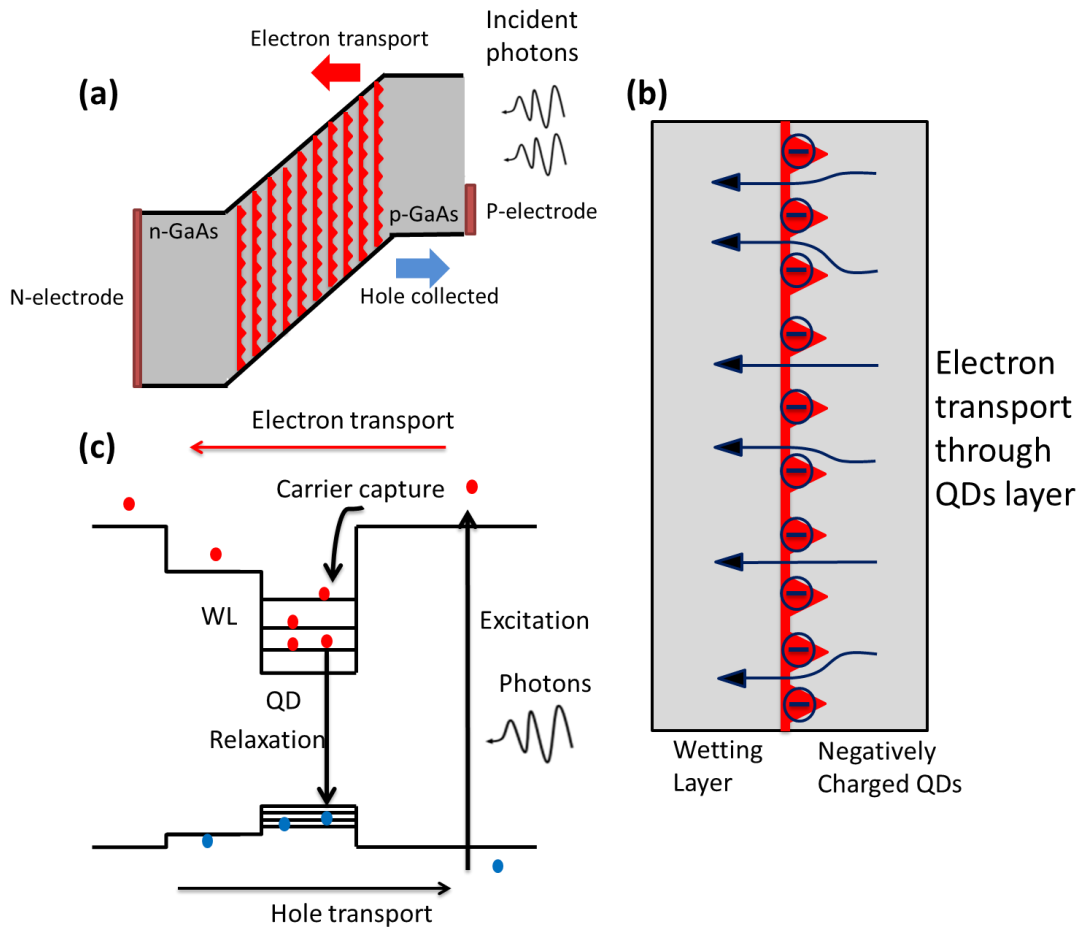 (a)
Electron transport
Incident
photons
n-GaAs
p-GaAs
P-electrode
N-electrode
Hole collected
(b)
Electron
transport
through
QDs layer
Wetting
Layer
Negatively
Charged QDs
(c)
Electron transport
Carrier capture
WL
Excitation
QD
Photons
Relaxation
Hole transport